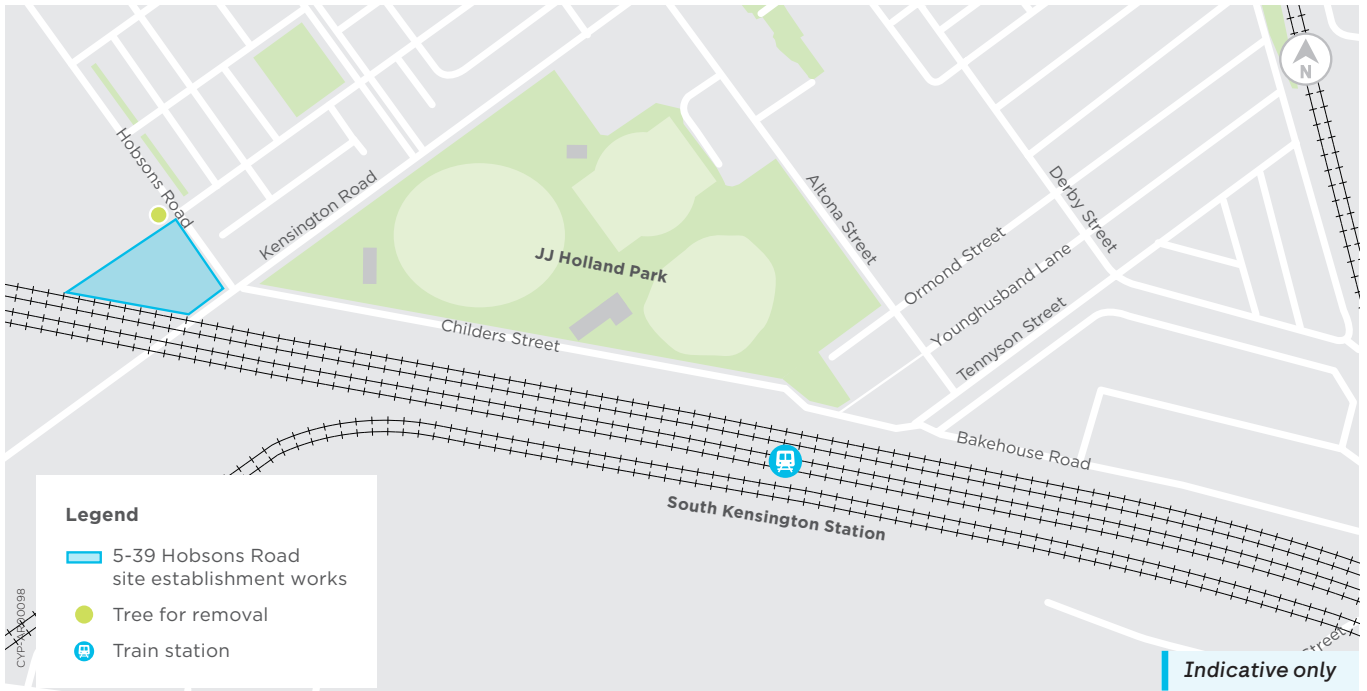 N
Hobsons Road
Kensington Road
JJ Holland Park
Childers Street
Altona Street
Derby Street
Ormond Street
Younghusband Lane
Tennyson Street
Bakehouse Road
South Kensington Station
Legend
5-39 Hobsons Road
site establishment works
Tree for removal
Train station
Street
Indicative only